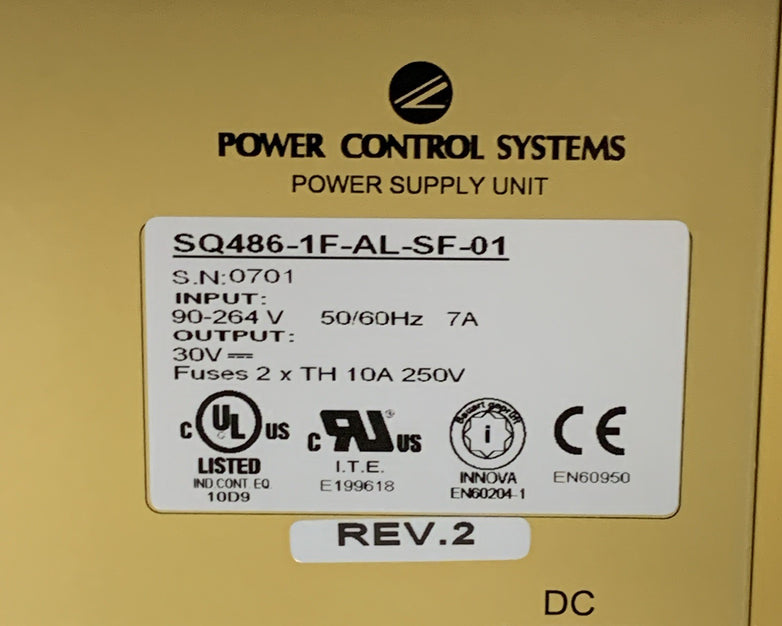 POWER CONTROL SYSTEMS
POWER SUPPLY UNIT
SQ486-1F-AL-SF-01
S.N:0701
INPUT:
90-264 V 50/60Hz 7A
OUTPUT:
30V ⎓
Fuses 2 x TH 10A 250V
C UL US
LISTED
IND CONT EQ
10D9
C RU ® US
I.T.E.
E199618
Bauart geprüft
i
INNOVA
EN60204-1
CE
EN60950
REV.2
DC